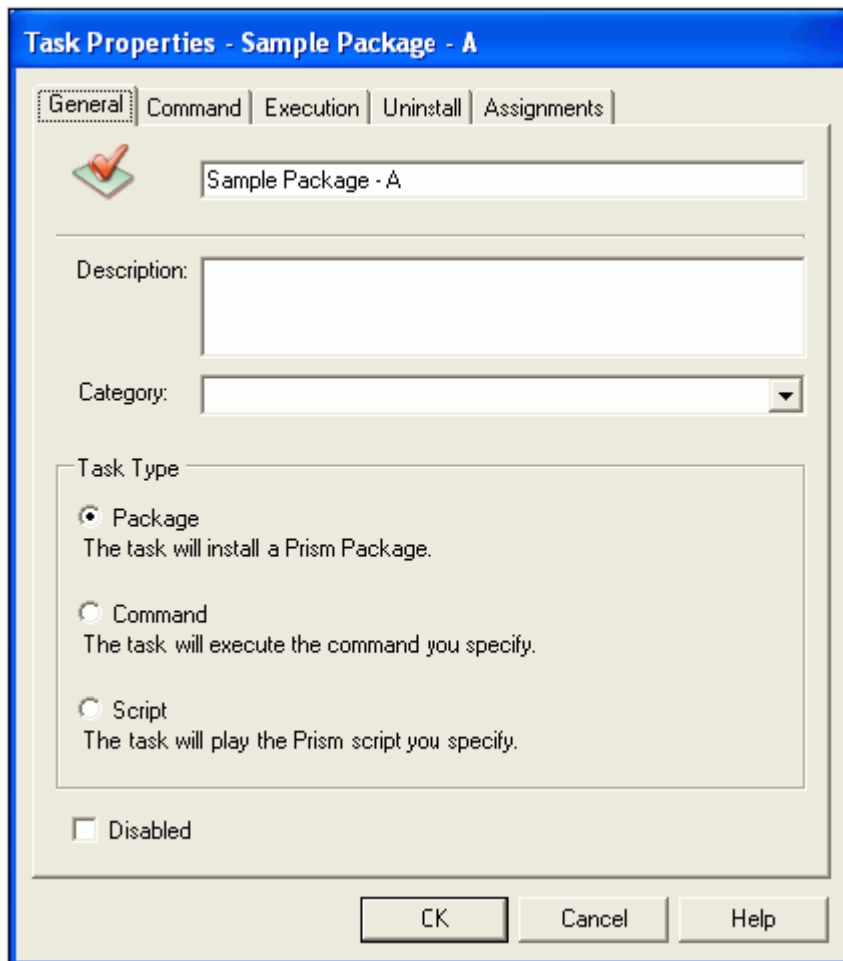 Task Properties - Sample Package - A
General Command Execution Uninstall Assignments
Sample Package - A
Description:
Category:
Task Type
Package
The task will install a Prism Package.
Command
The task will execute the command you specify.
Script
The task will play the Prism script you specify.
Disabled
CK Cancel Help